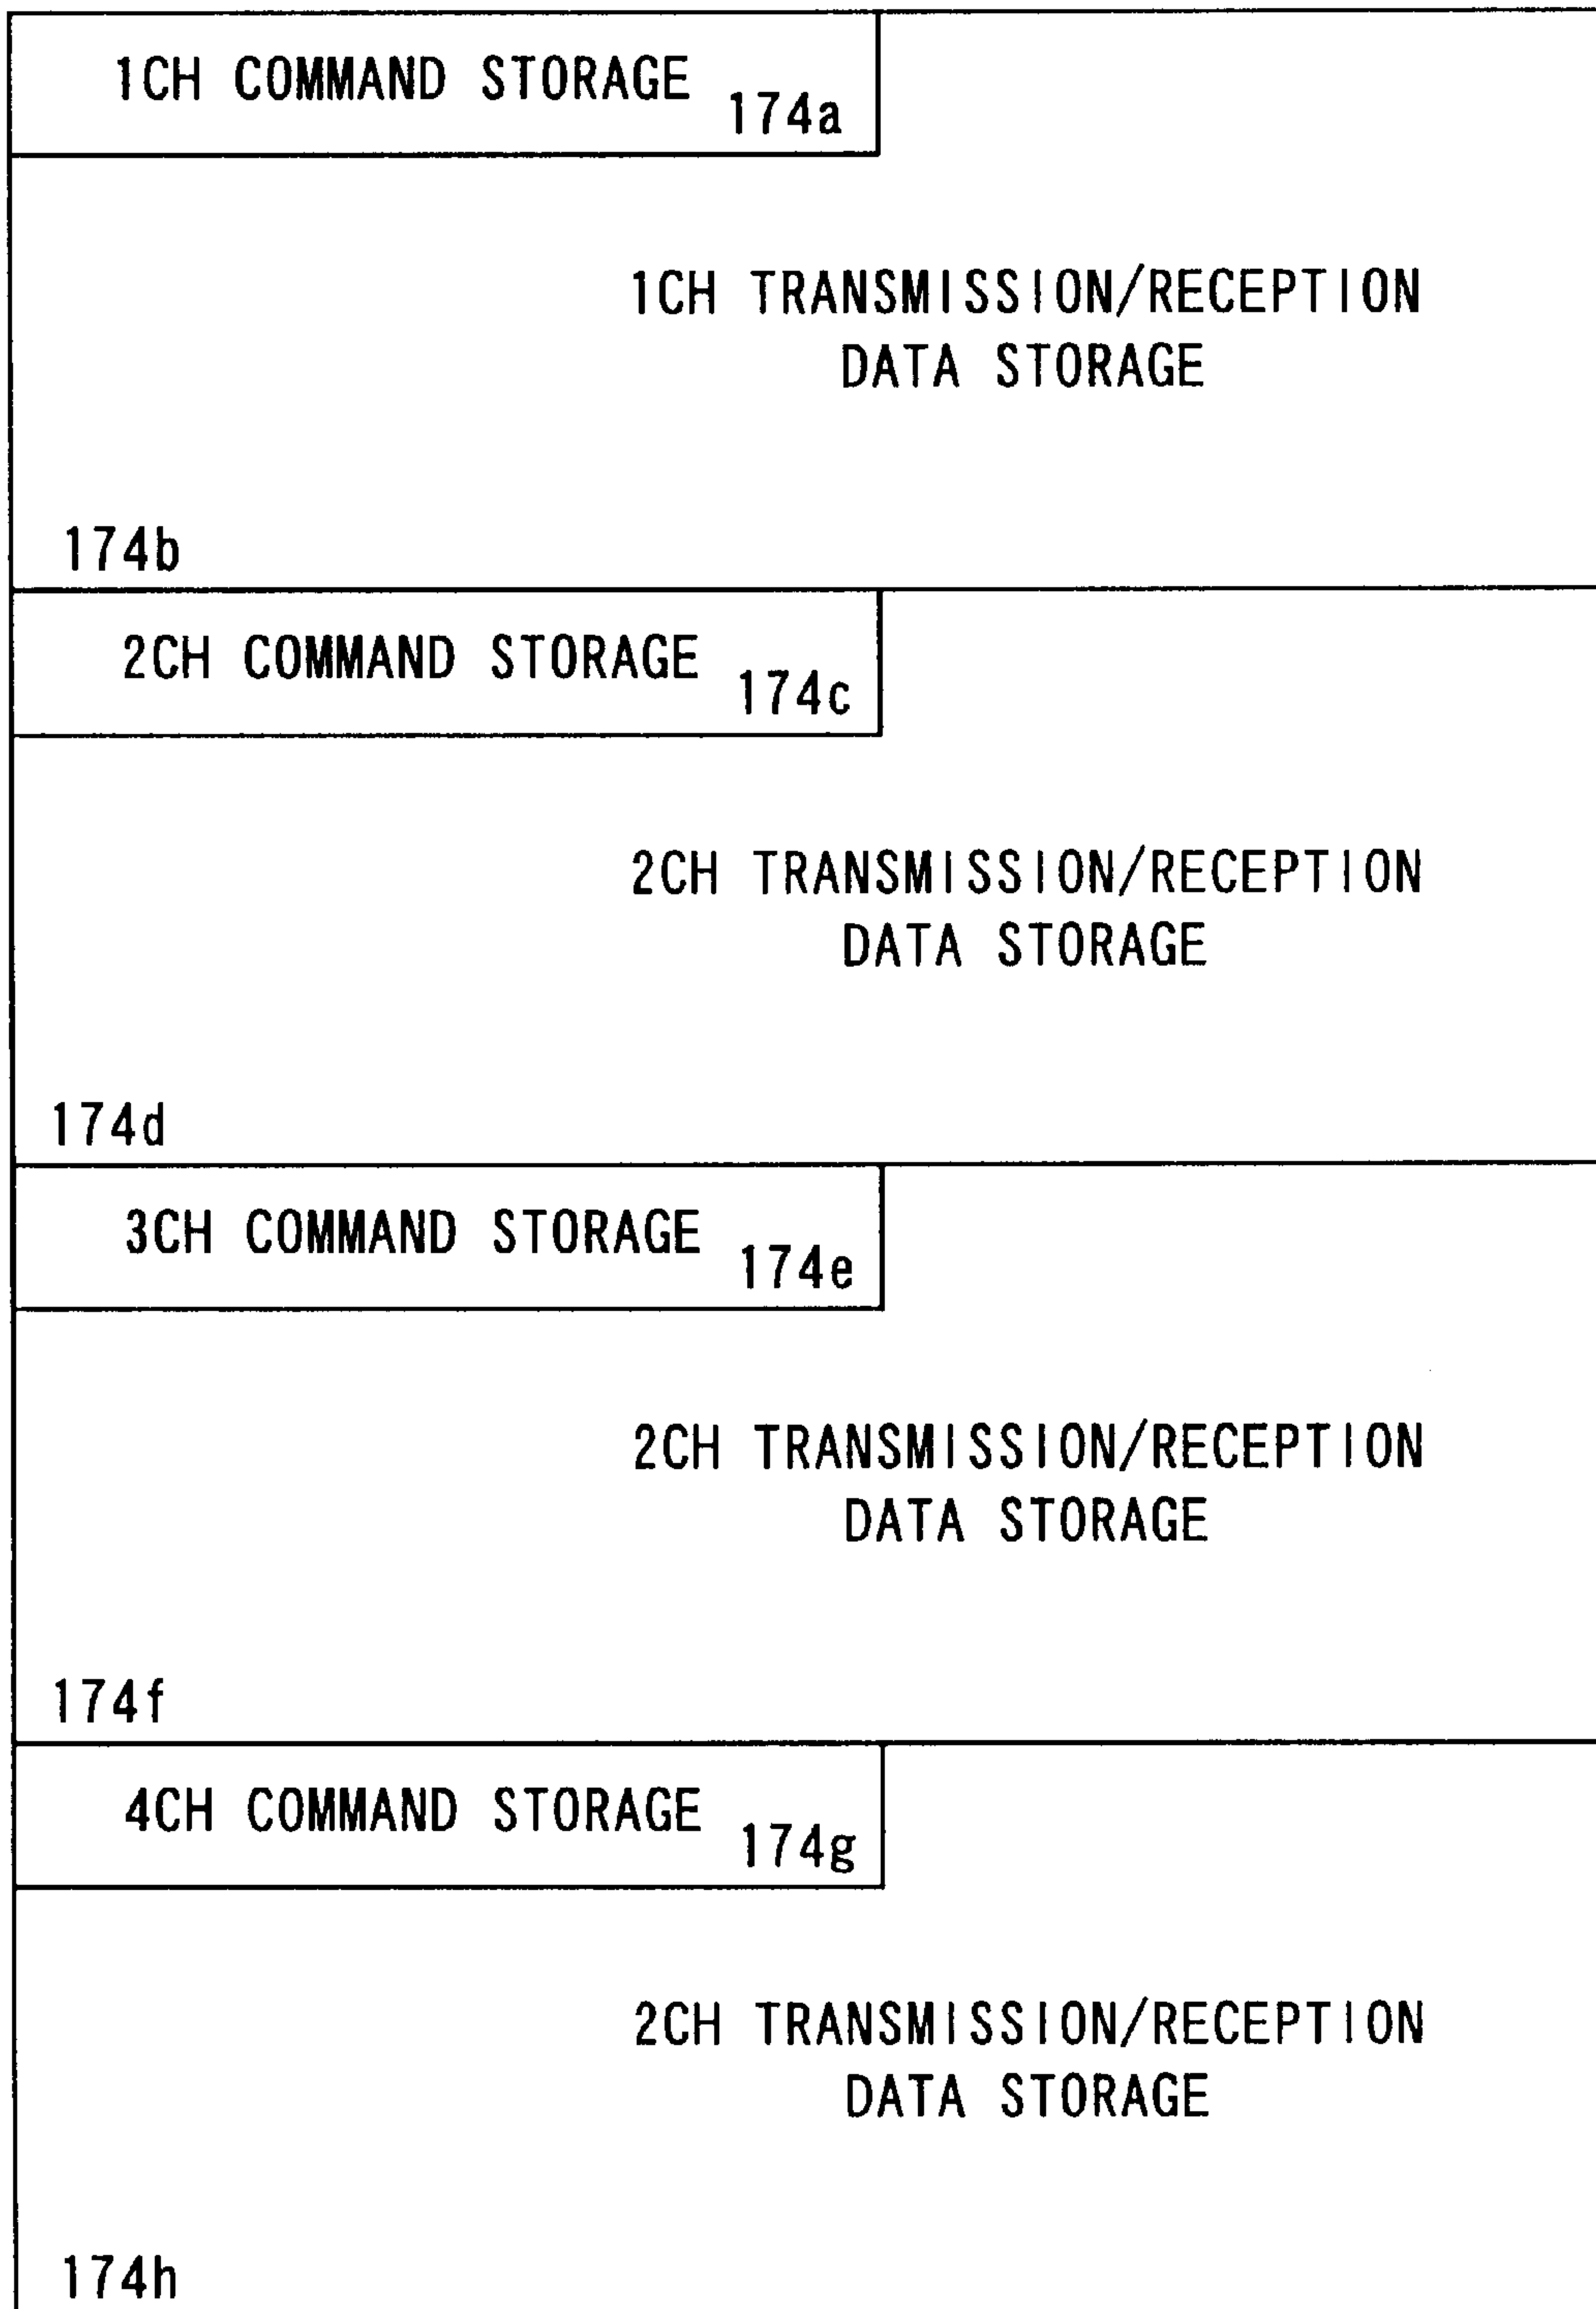 1CH COMMAND STORAGE 174a
1CH TRANSMISSION/RECEPTION
DATA STORAGE
174b
2CH COMMAND STORAGE 174c
2CH TRANSMISSION/RECEPTION
DATA STORAGE
174d
3CH COMMAND STORAGE 174e
2CH TRANSMISSION/RECEPTION
DATA STORAGE
174f
4CH COMMAND STORAGE 174g
2CH TRANSMISSION/RECEPTION
DATA STORAGE
174h